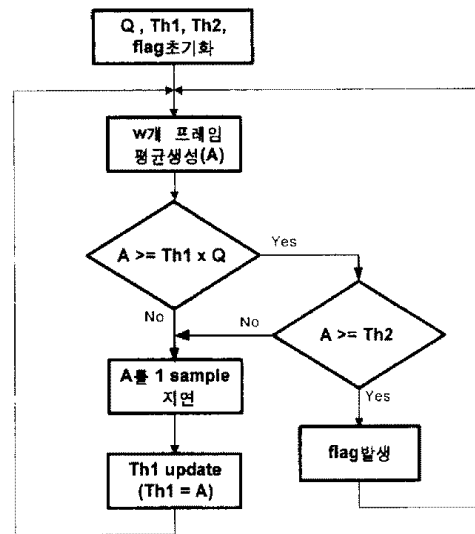 Q , Th1, Th2,
flag초기화
w개 프레임
평균생성(A)
A >= Th1 x Q
Yes
No
No
A >= Th2
A를 1 sample
지연
Yes
Th1 update
(Th1 = A)
flag발생